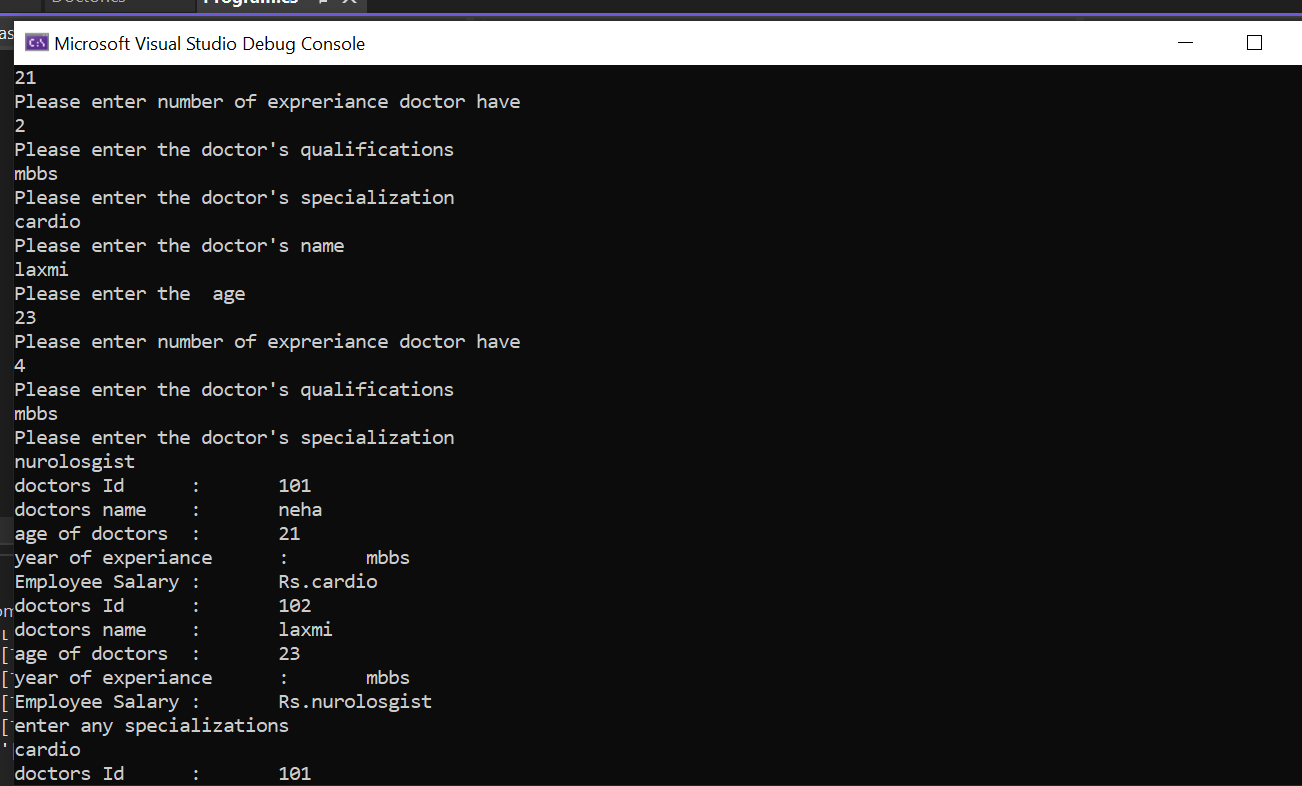 Doctor.cs
Program.cs
as
Microsoft Visual Studio Debug Console
21
Please enter number of expreriance doctor have
2
Please enter the doctor's qualifications
mbbs
Please enter the doctor's specialization
cardio
Please enter the doctor's name
laxmi
Please enter the  age
23
Please enter number of expreriance doctor have
4
Please enter the doctor's qualifications
mbbs
Please enter the doctor's specialization
nurolosgist
doctors Id      :       101
doctors name    :       neha
age of doctors  :       21
year of experiance      :       mbbs
Employee Salary :       Rs.cardio
doctors Id      :       102
doctors name    :       laxmi
age of doctors  :       23
year of experiance      :       mbbs
Employee Salary :       Rs.nurolosgist
enter any specializations
cardio
doctors Id      :       101